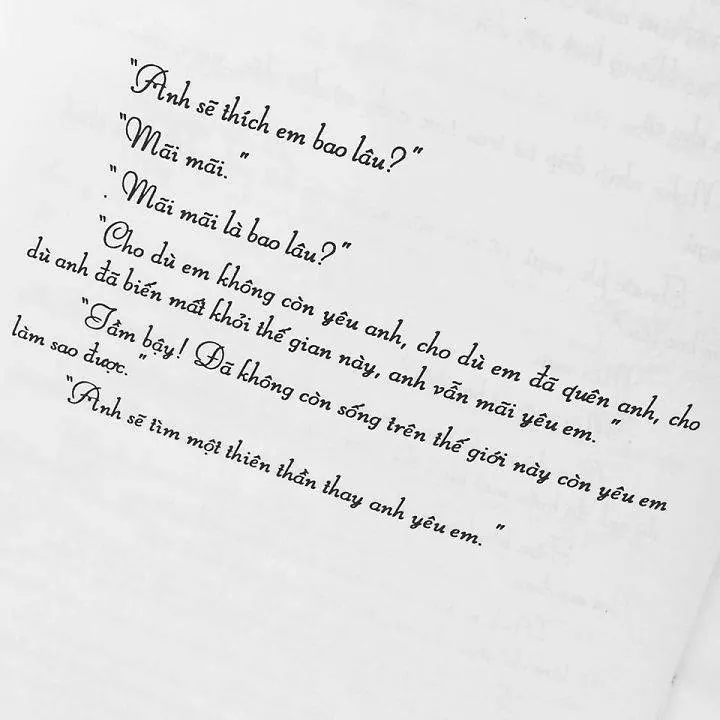 "Anh sẽ thích em bao lâu?"
"Mãi mãi."
"Mãi mãi là bao lâu?"
"Cho dù em không còn yêu anh, cho dù em đã quên anh, cho
dù anh đã biến mất khỏi thế gian này, anh vẫn mãi yêu em."
"Tầm bậy! Đã không còn sống trên thế giới này còn yêu em
làm sao được."
"Anh sẽ tìm một thiên thần thay anh yêu em."